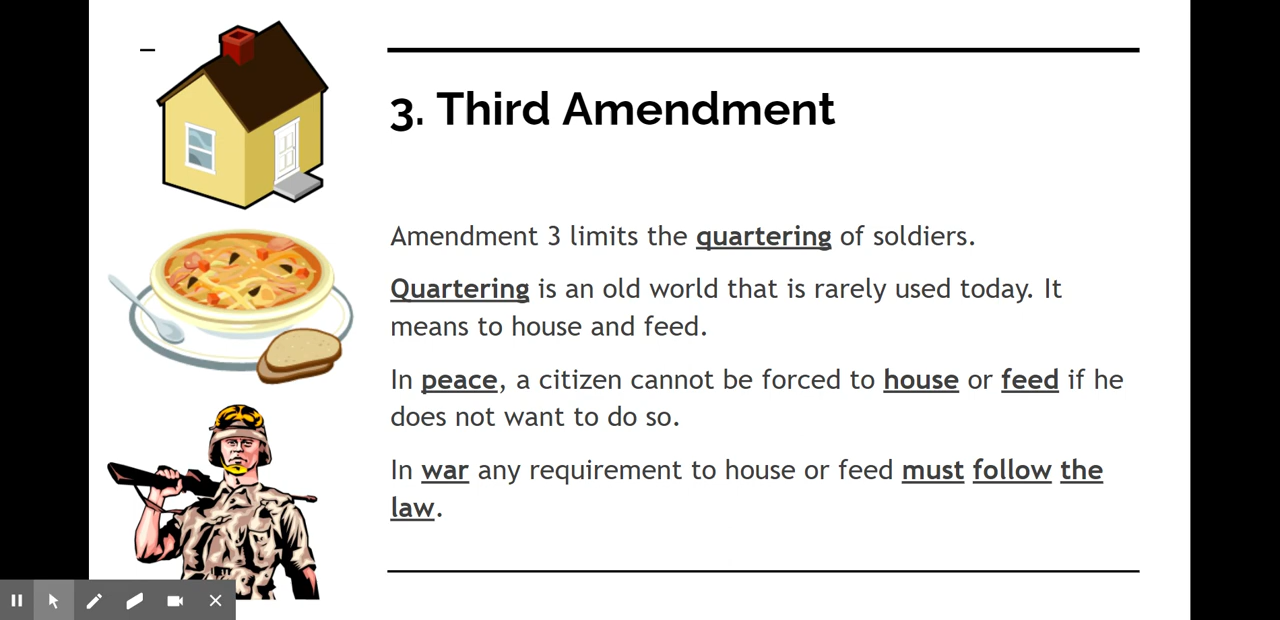 3. Third Amendment
Amendment 3 limits the quartering of soldiers.
Quartering is an old world that is rarely used today. It
means to house and feed.
In peace, a citizen cannot be forced to house or feed if he
does not want to do so.
In war any requirement to house or feed must follow the
law.